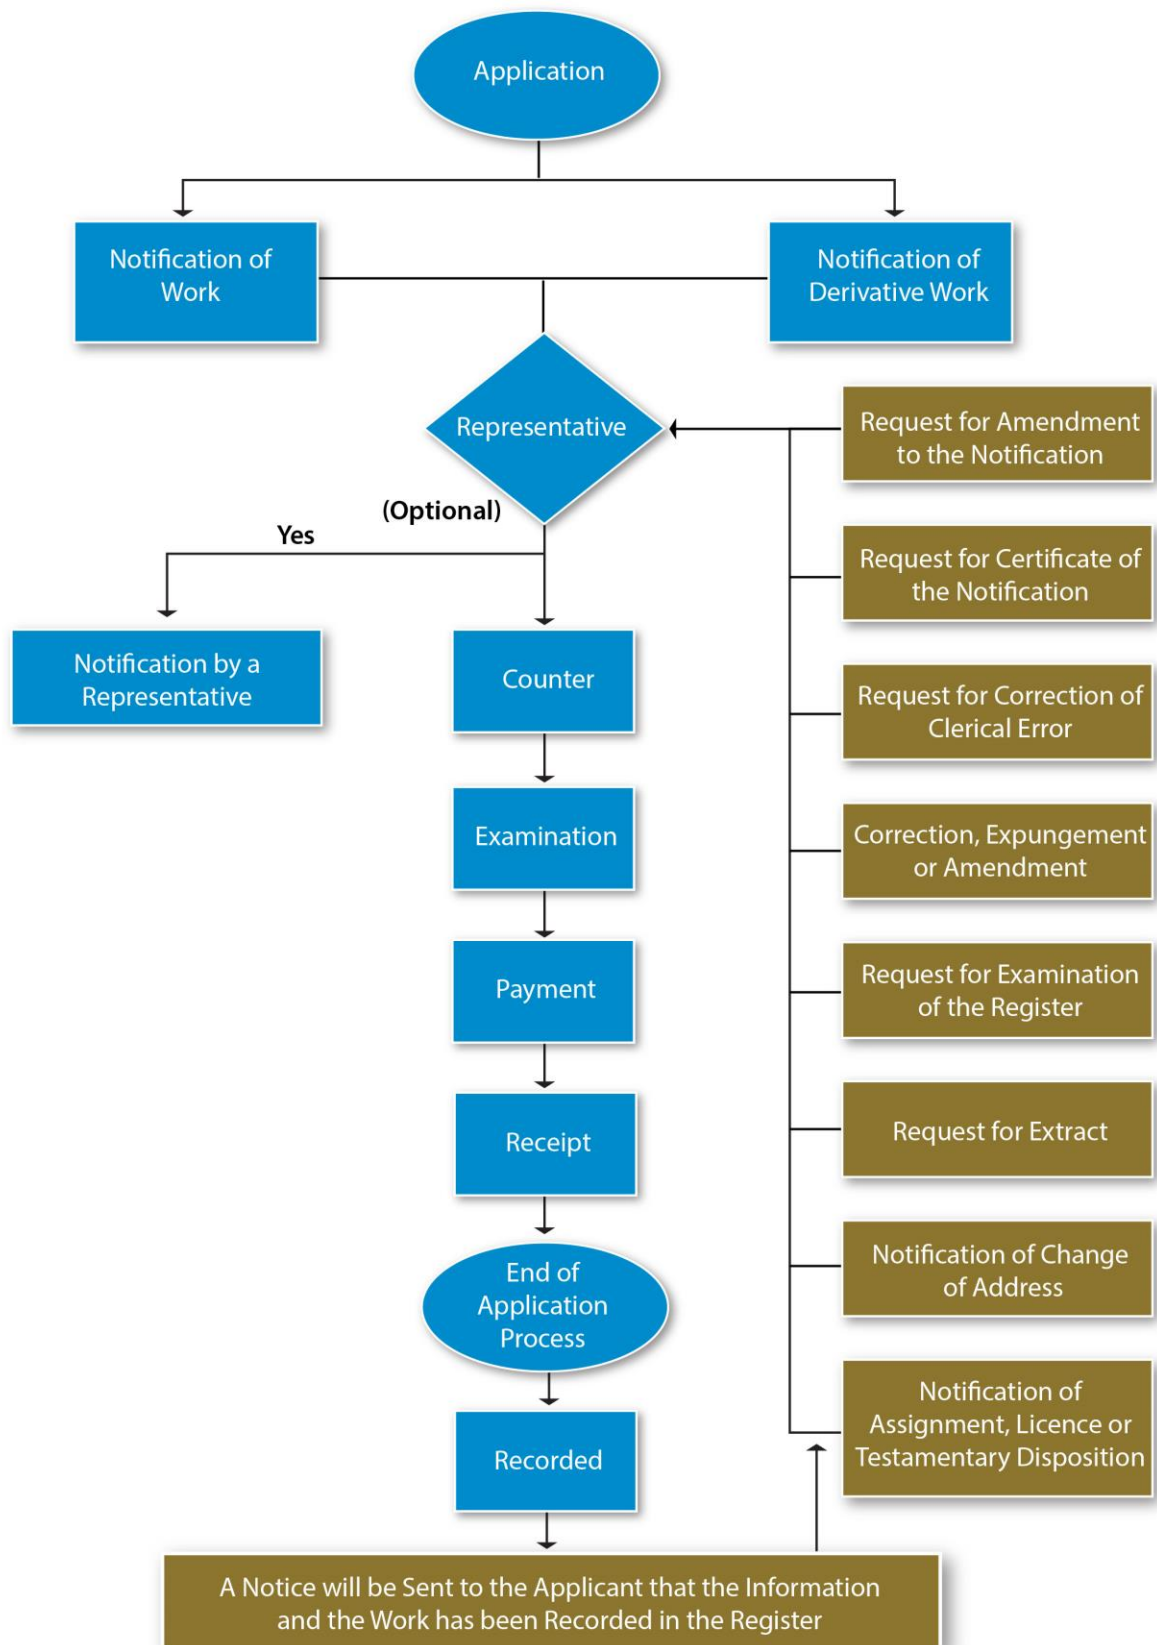 Application
Notification of
Work
Notification of
Derivative Work
Representative
(Optional)
Yes
Notification by a
Representative
Counter
Examination
Payment
Receipt
End of
Application
Process
Recorded
A Notice will be Sent to the Applicant that the Information
and the Work has been Recorded in the Register
Request for Amendment
to the Notification
Request for Certificate of
the Notification
Request for Correction of
Clerical Error
Correction, Expungement
or Amendment
Request for Examination
of the Register
Request for Extract
Notification of Change
of Address
Notification of
Assignment, Licence or
Testamentary Disposition